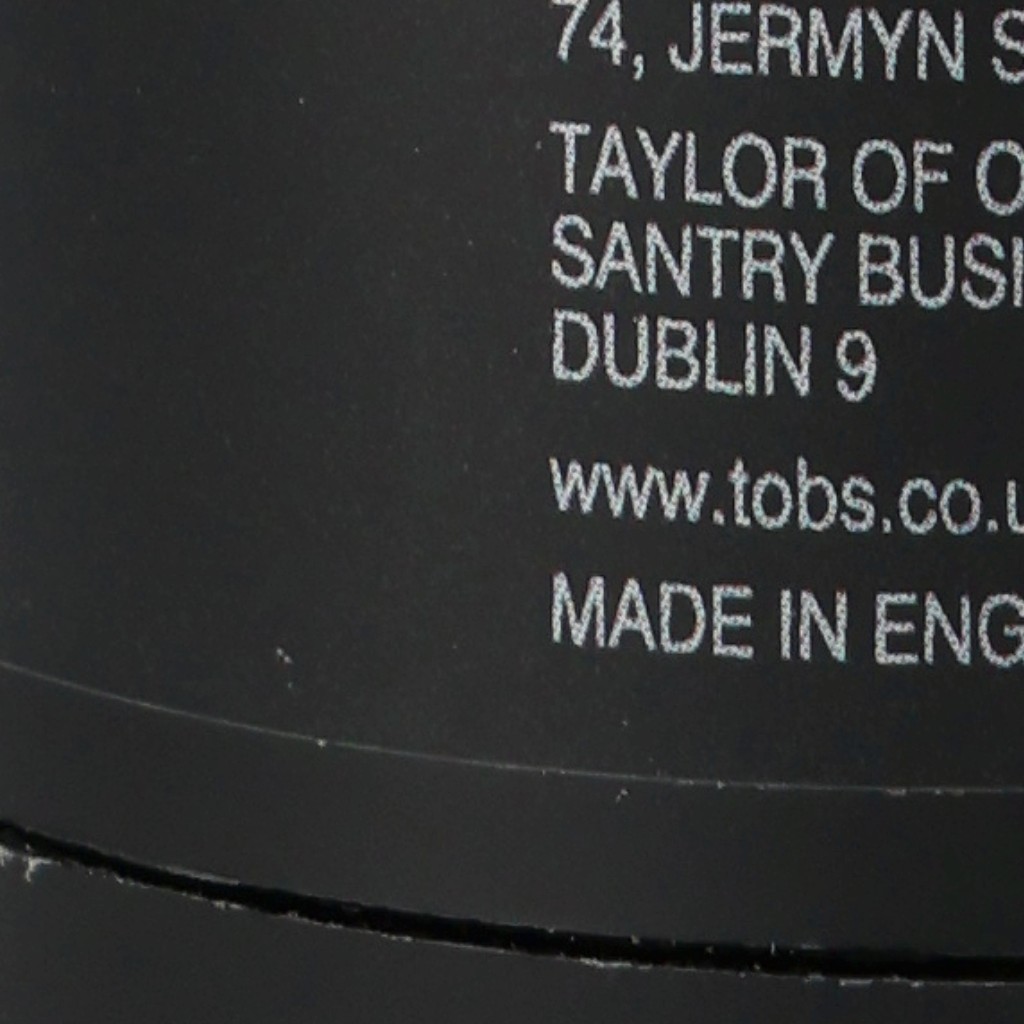 74, JERMYN S
TAYLOR OF O
SANTRY BUSI
DUBLIN 9
www.tobs.co.u
MADE IN ENG